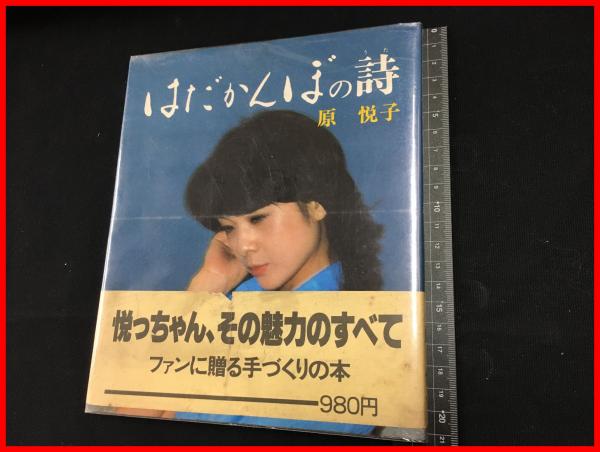 はだかんぼの詩
うた
原 悦子
悦っちゃん、その魅力のすべて
ファンに贈る手づくりの本
980円